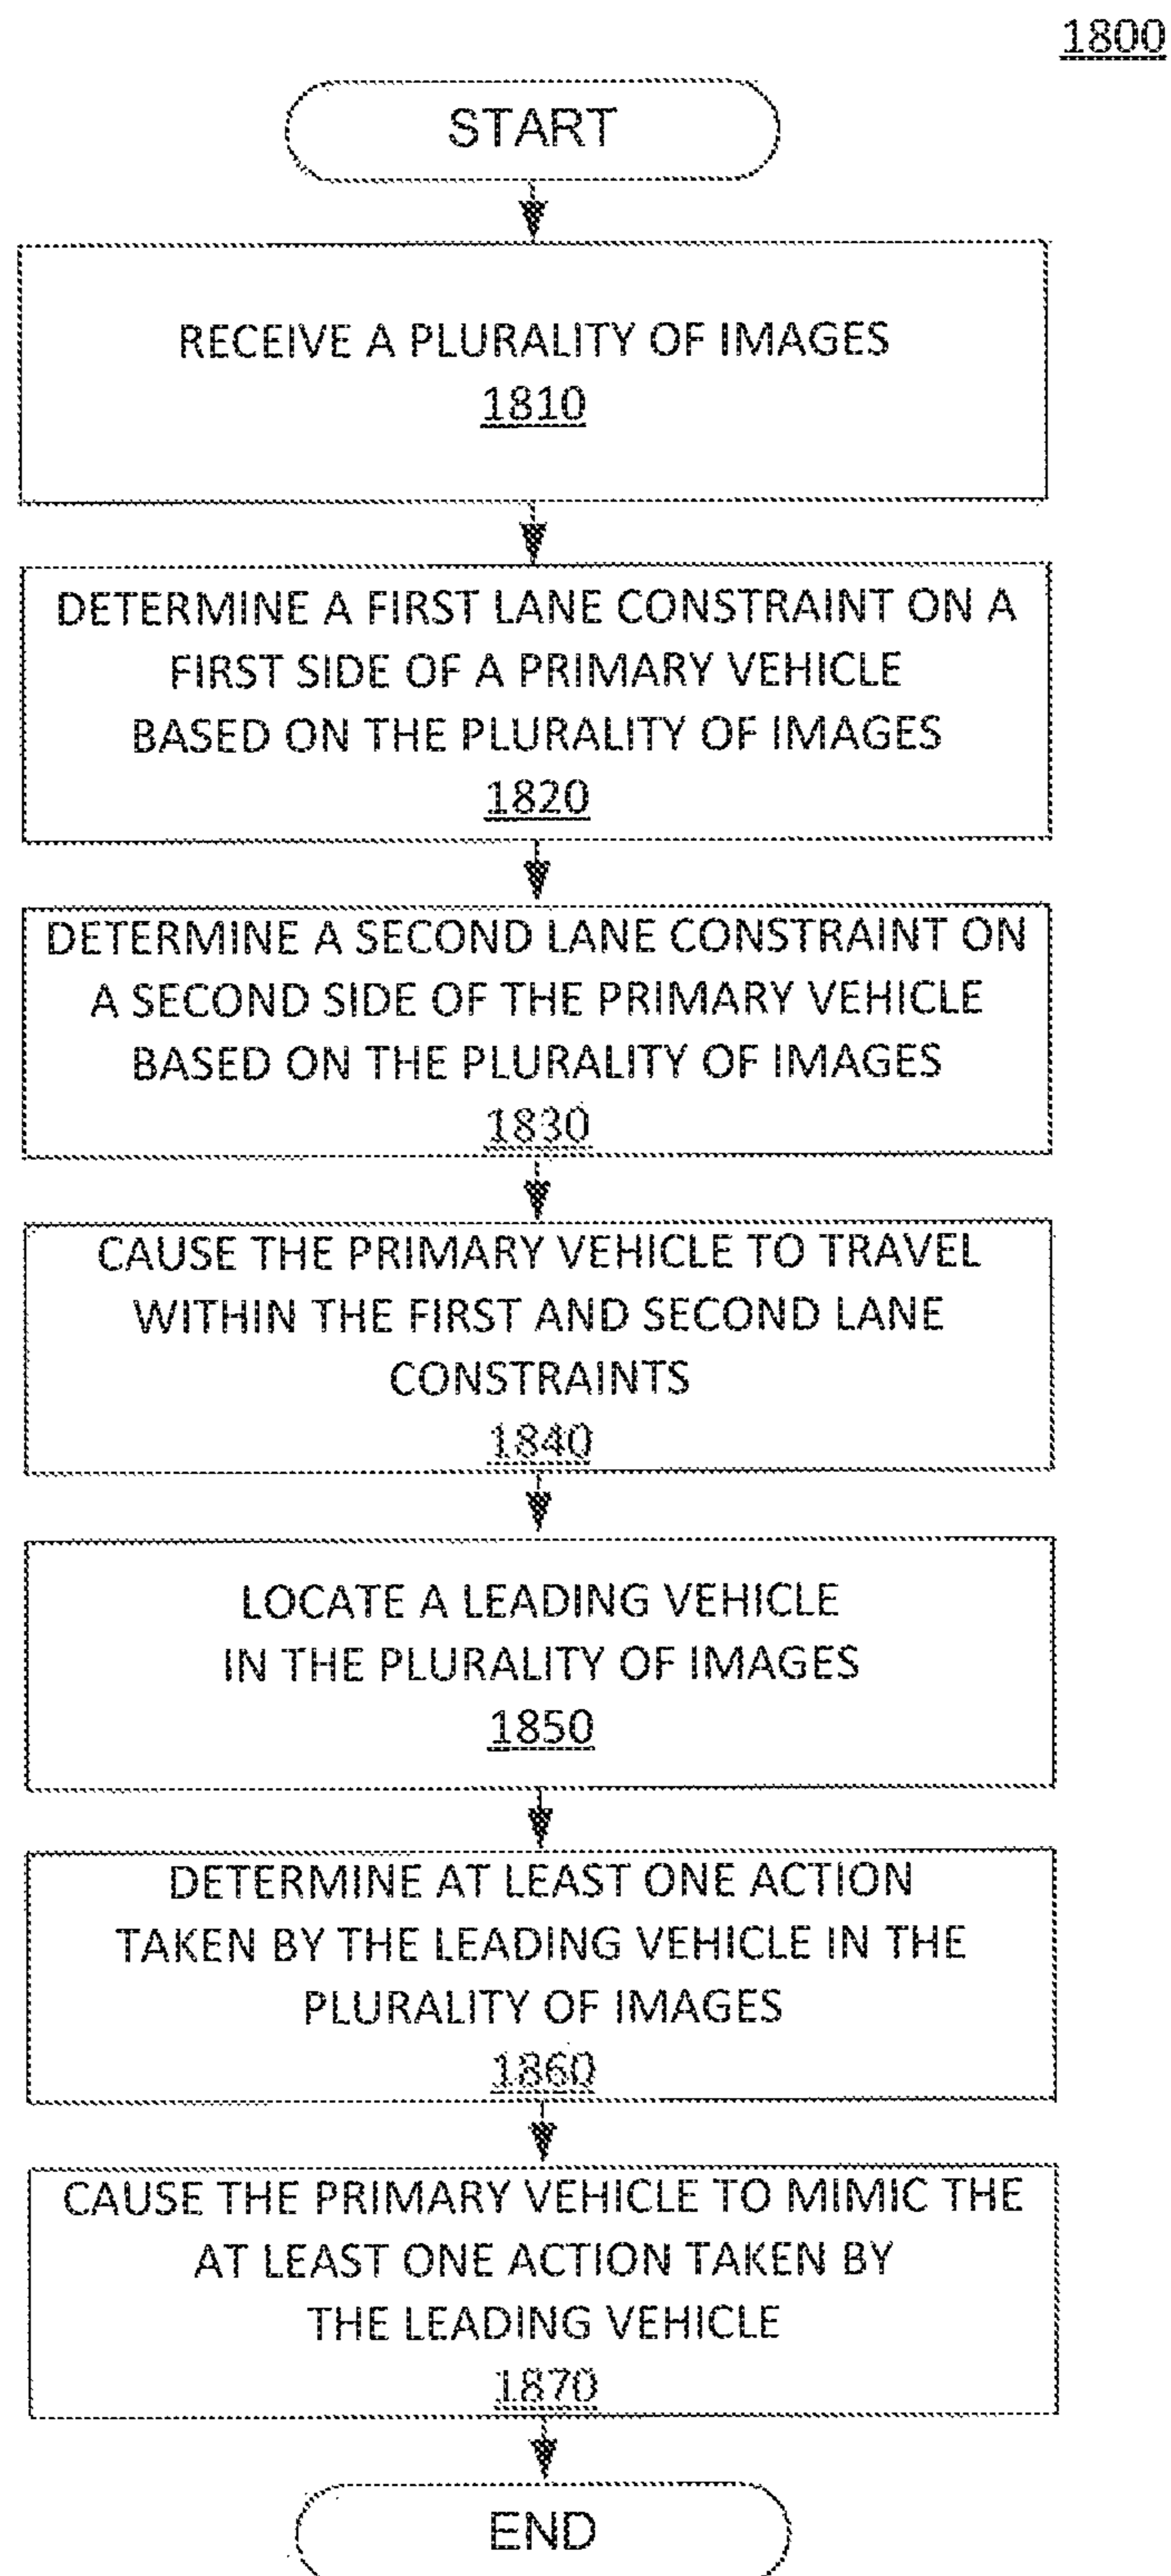 1800
START
RECEIVE A PLURALITY OF IMAGES
1810
DETERMINE A FIRST LANE CONSTRAINT ON A
FIRST SIDE OF A PRIMARY VEHICLE
BASED ON THE PLURALITY OF IMAGES
1820
DETERMINE A SECOND LANE CONSTRAINT ON
A SECOND SIDE OF THE PRIMARY VEHICLE
BASED ON THE PLURALITY OF IMAGES
1830
CAUSE THE PRIMARY VEHICLE TO TRAVEL
WITHIN THE FIRST AND SECOND LANE
CONSTRAINTS
1840
LOCATE A LEADING VEHICLE
IN THE PLURALITY OF IMAGES
1850
DETERMINE AT LEAST ONE ACTION
TAKEN BY THE LEADING VEHICLE IN THE
PLURALITY OF IMAGES
1860
CAUSE THE PRIMARY VEHICLE TO MIMIC THE
AT LEAST ONE ACTION TAKEN BY
THE LEADING VEHICLE
1870
END